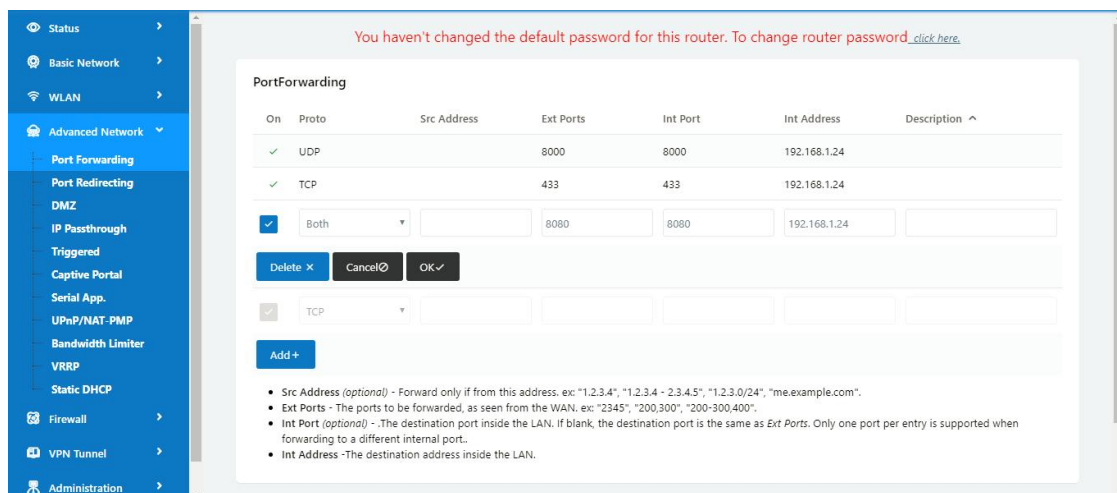 Status
Basic Network
WLAN
Advanced Network
Port Forwarding
Port Redirecting
DMZ
IP Passthrough
Triggered
Captive Portal
Serial App.
UPnP/NAT-PMP
Bandwidth Limiter
VRRP
Static DHCP
Firewall
VPN Tunnel
Administration
You haven't changed the default password for this router. To change router password click here.
PortForwarding
On Proto Src Address Ext Ports Int Port Int Address Description
UDP 8000 8000 192.168.1.24
TCP 433 433 192.168.1.24
Both 8080 8080 192.168.1.24
Delete Cancel OK
TCP
Add +
• Src Address (optional) - Forward only if from this address. ex: "1.2.3.4", "1.2.3.4 - 2.3.4.5", "1.2.3.0/24", "me.example.com".
• Ext Ports - The ports to be forwarded, as seen from the WAN. ex: "2345", "200,300", "200-300,400".
• Int Port (optional) - .The destination port inside the LAN. If blank, the destination port is the same as Ext Ports. Only one port per entry is supported when
forwarding to a different internal port..
• Int Address -The destination address inside the LAN.